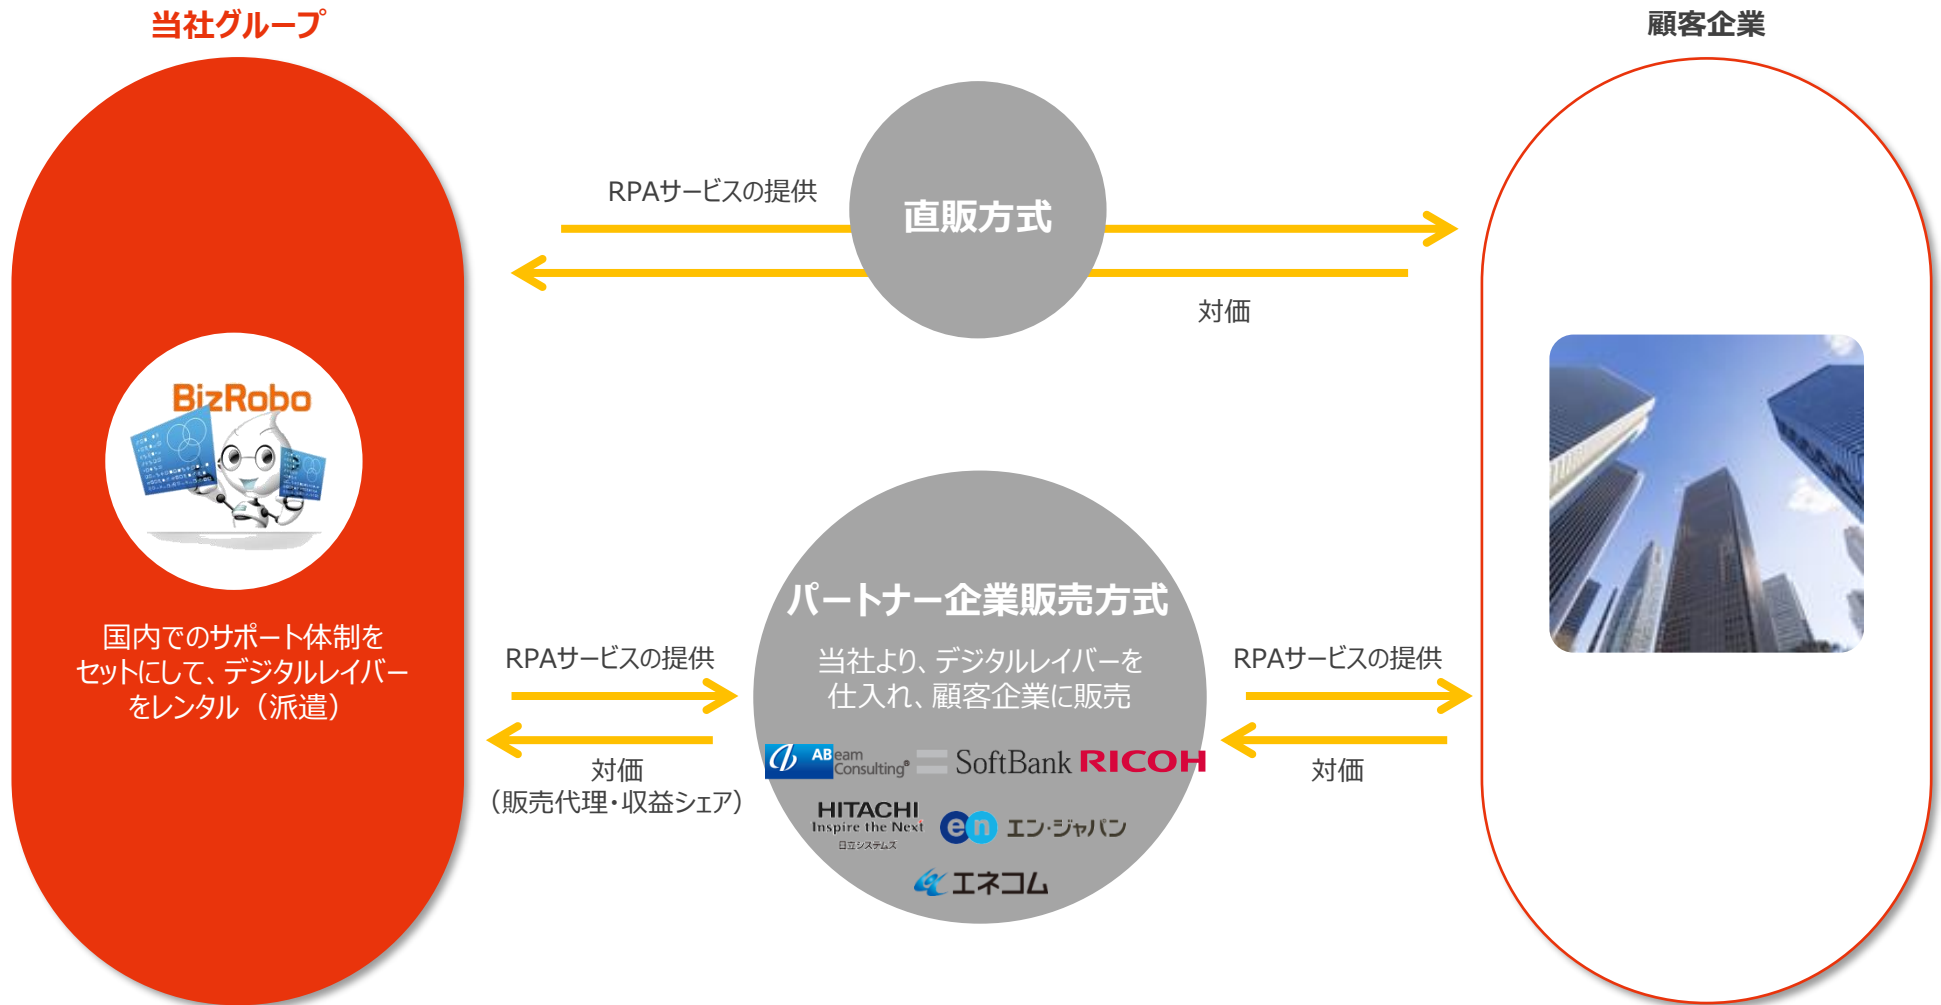 当社グループ
顧客企業
RPAサービスの提供
直販方式
対価
BizRobo
国内でのサポート体制を
セットにして、デジタルレイバー
をレンタル（派遣）
パートナー企業販売方式
当社より、デジタルレイバーを
仕入れ、顧客企業に販売
RPAサービスの提供
対価
（販売代理・収益シェア）
RPAサービスの提供
対価
ABeam
Consulting®
SoftBank
RICOH
HITACHI
Inspire the Next
日立システムズ
en エン・ジャパン
エネコム